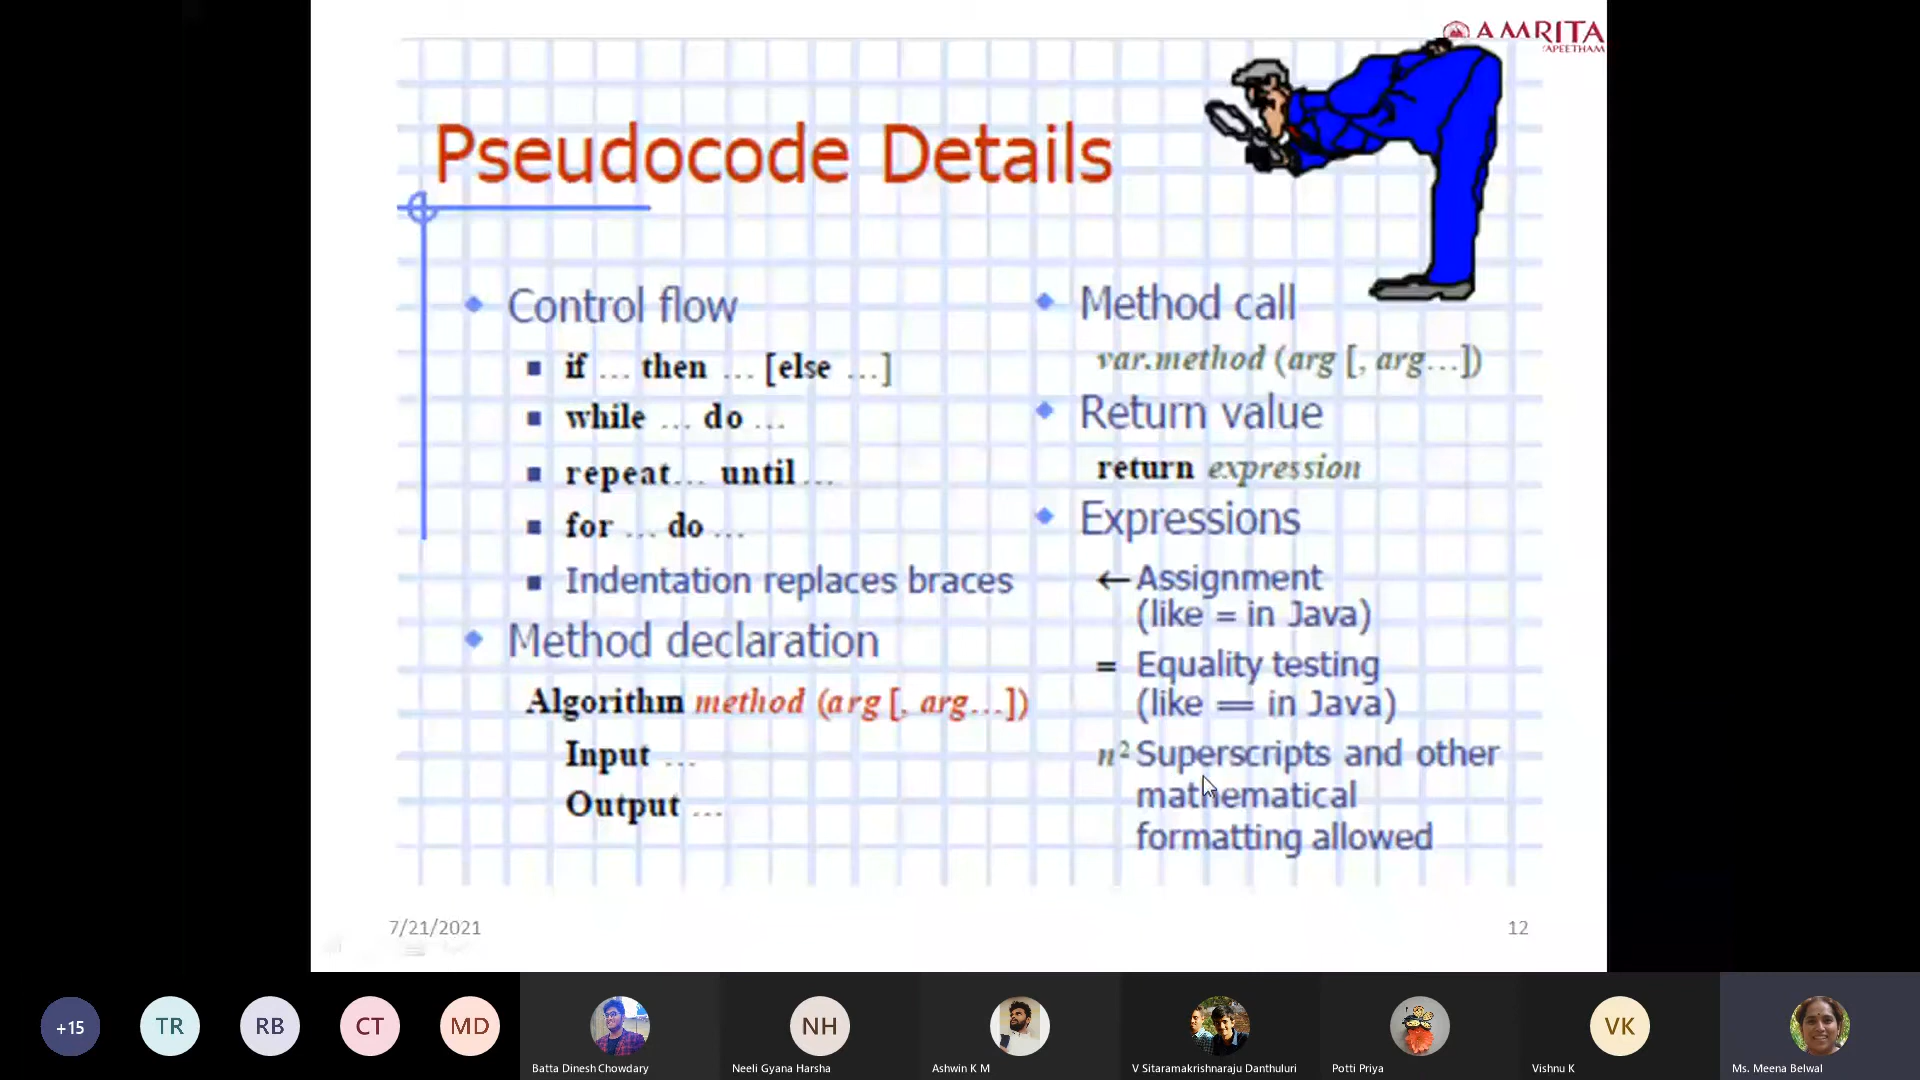 AMRITA
APEETHAM
Pseudocode Details
Control flow
if … then … [else …]
while … do …
repeat… until …
for … do …
Indentation replaces braces
Method declaration
Algorithm method (arg [, arg…])
Input …
Output …
Method call
var.method (arg [, arg…])
Return value
return expression
Expressions
← Assignment
(like = in Java)
= Equality testing
(like == in Java)
n² Superscripts and other
mathematical
formatting allowed
7/21/2021
12
+15
TR
RB
CT
MD
Batta Dinesh Chowdary
NH
Neeli Gyana Harsha
Ashwin K M
V Sitaramakrishnaraju Danthuluri
Potti Priya
VK
Vishnu K
Ms. Meena Belwal